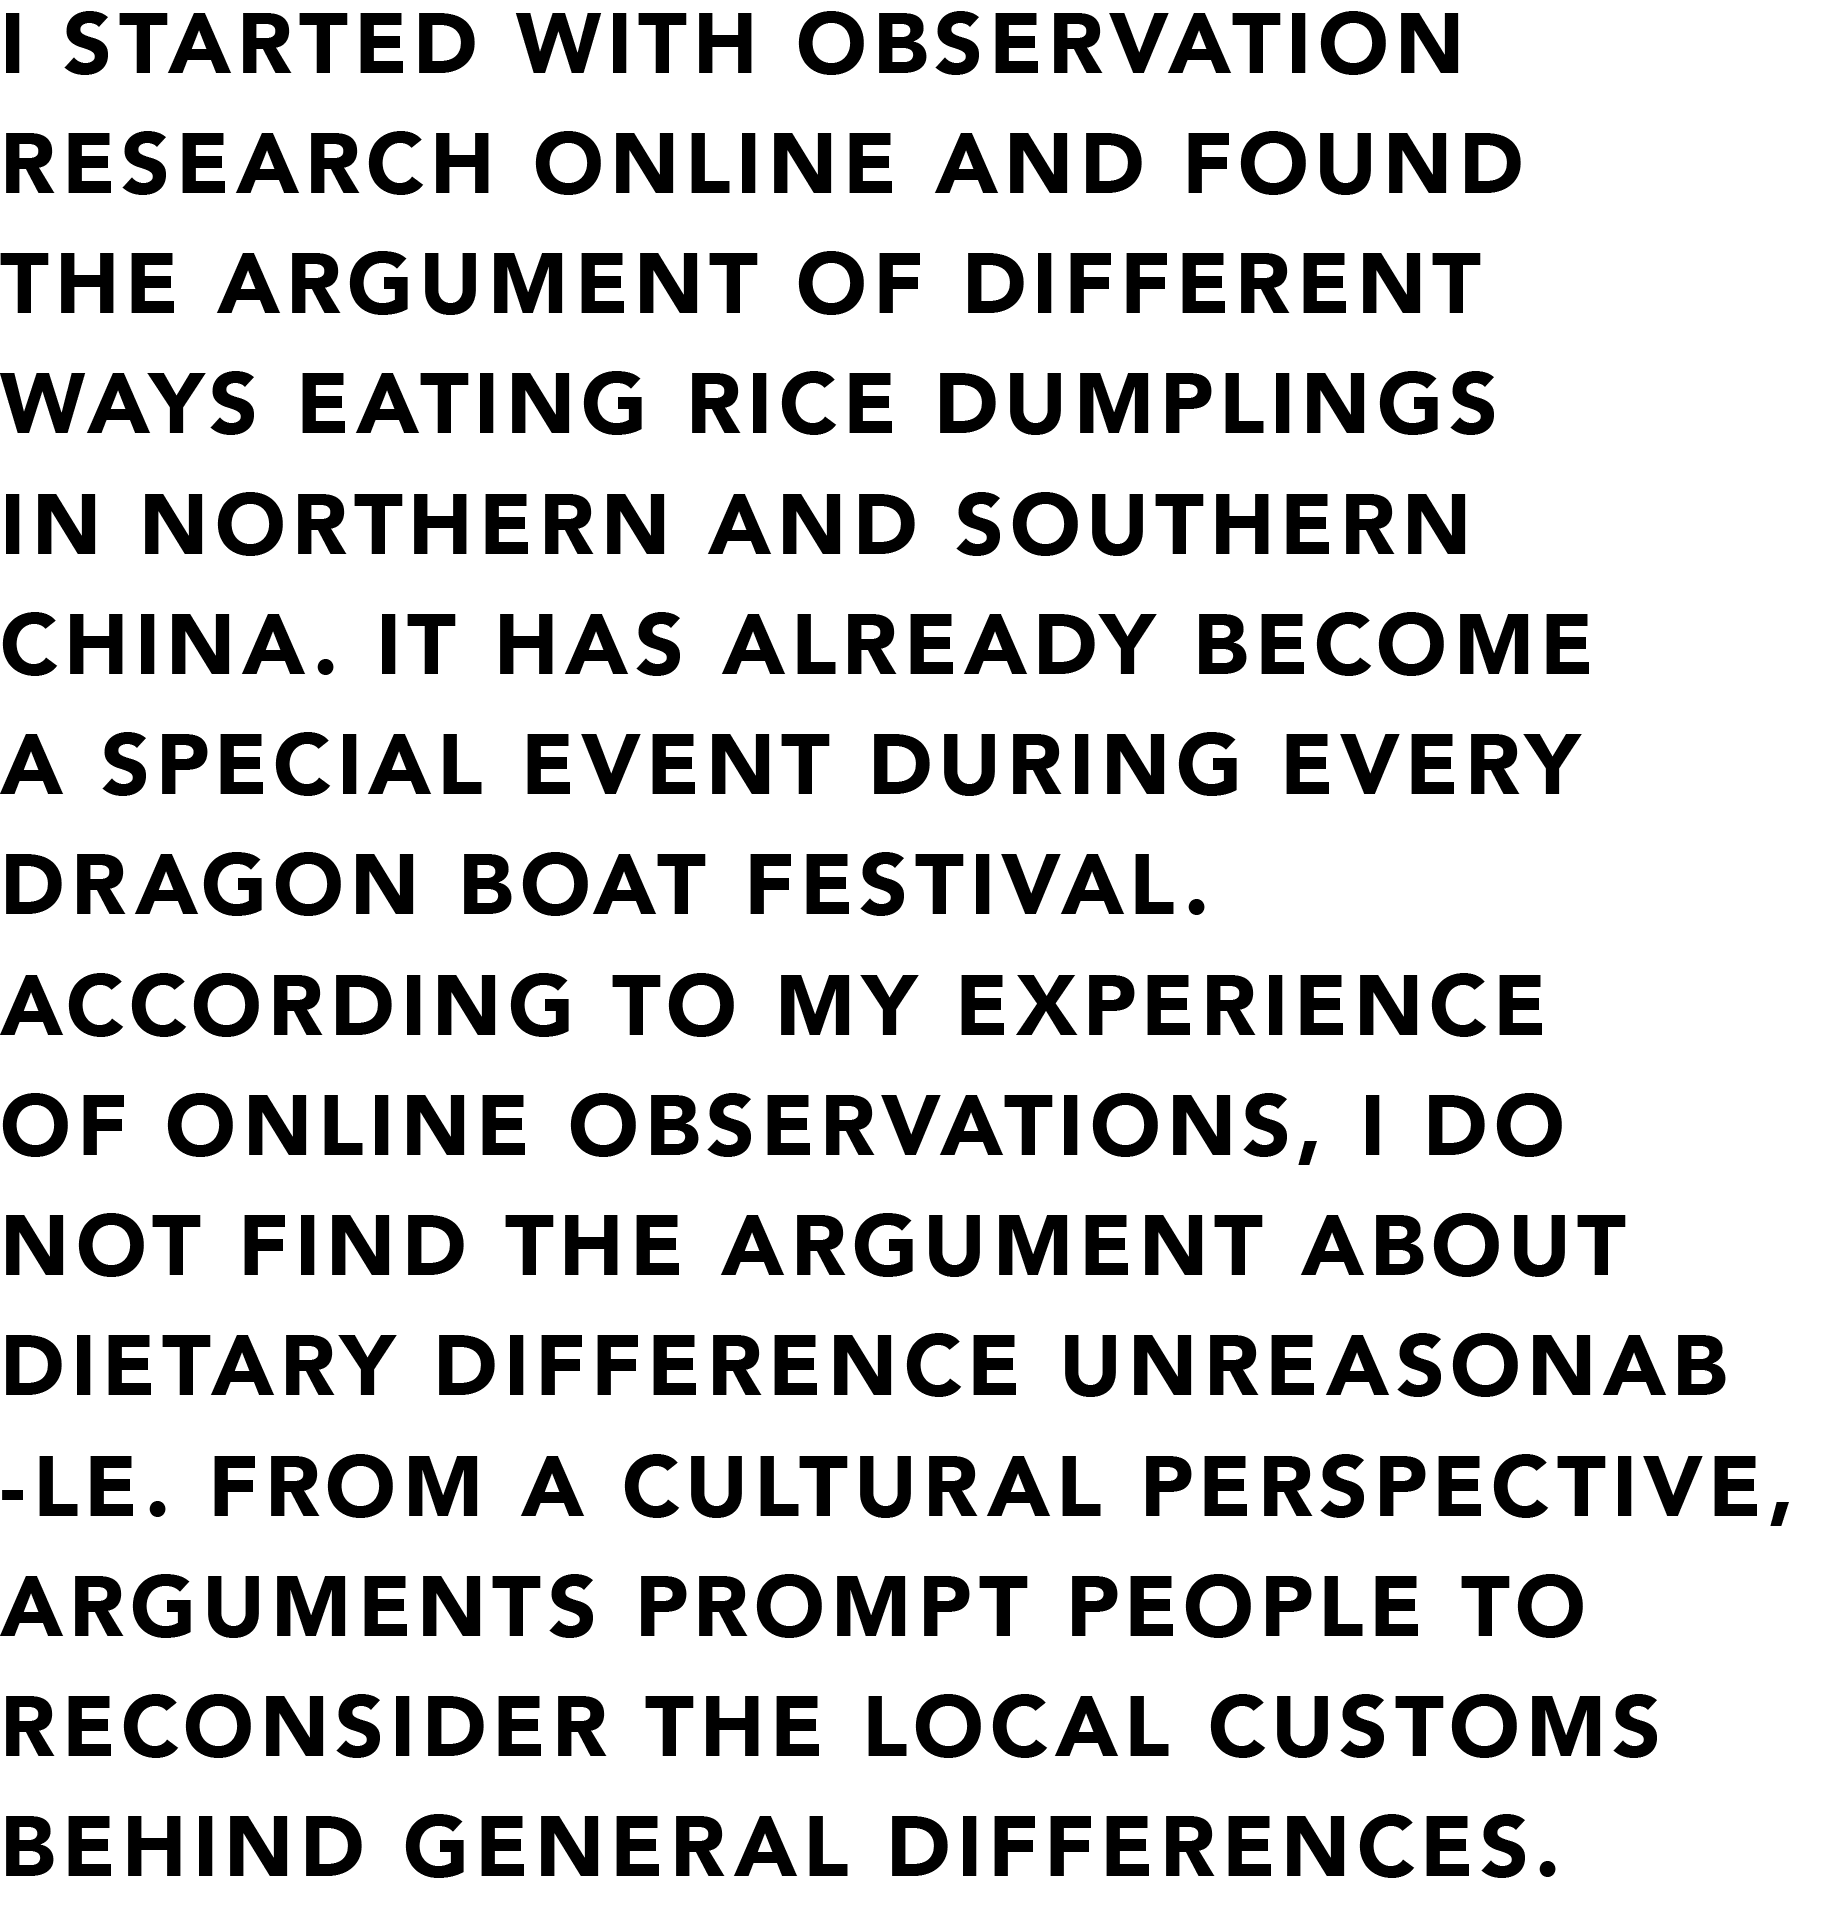 I STARTED WITH OBSERVATION
RESEARCH ONLINE AND FOUND
THE ARGUMENT OF DIFFERENT
WAYS EATING RICE DUMPLINGS
IN NORTHERN AND SOUTHERN
CHINA. IT HAS ALREADY BECOME
A SPECIAL EVENT DURING EVERY
DRAGON BOAT FESTIVAL.
ACCORDING TO MY EXPERIENCE
OF ONLINE OBSERVATIONS, I DO
NOT FIND THE ARGUMENT ABOUT
DIETARY DIFFERENCE UNREASONAB
-LE. FROM A CULTURAL PERSPECTIVE,
ARGUMENTS PROMPT PEOPLE TO
RECONSIDER THE LOCAL CUSTOMS
BEHIND GENERAL DIFFERENCES.